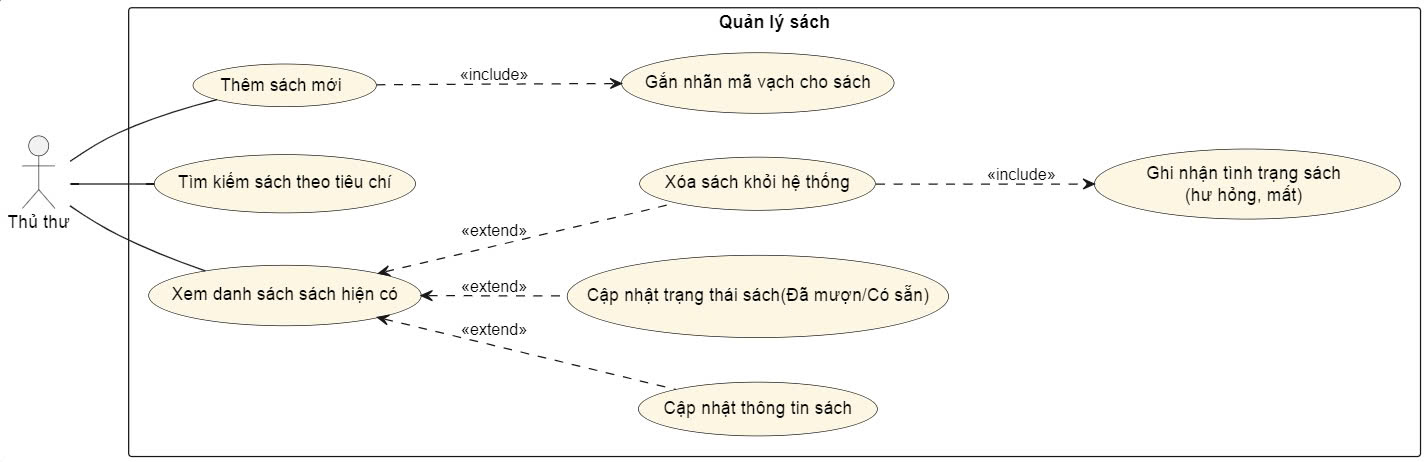 Quản lý sách
Thêm sách mới
«include»
Gắn nhãn mã vạch cho sách
Thủ thư
Tìm kiếm sách theo tiêu chí
Xóa sách khỏi hệ thống
«include»
Ghi nhận tình trạng sách
(hư hỏng, mất)
«extend»
Xem danh sách sách hiện có
«extend»
Cập nhật trạng thái sách(Đã mượn/Có sẵn)
«extend»
Cập nhật thông tin sách